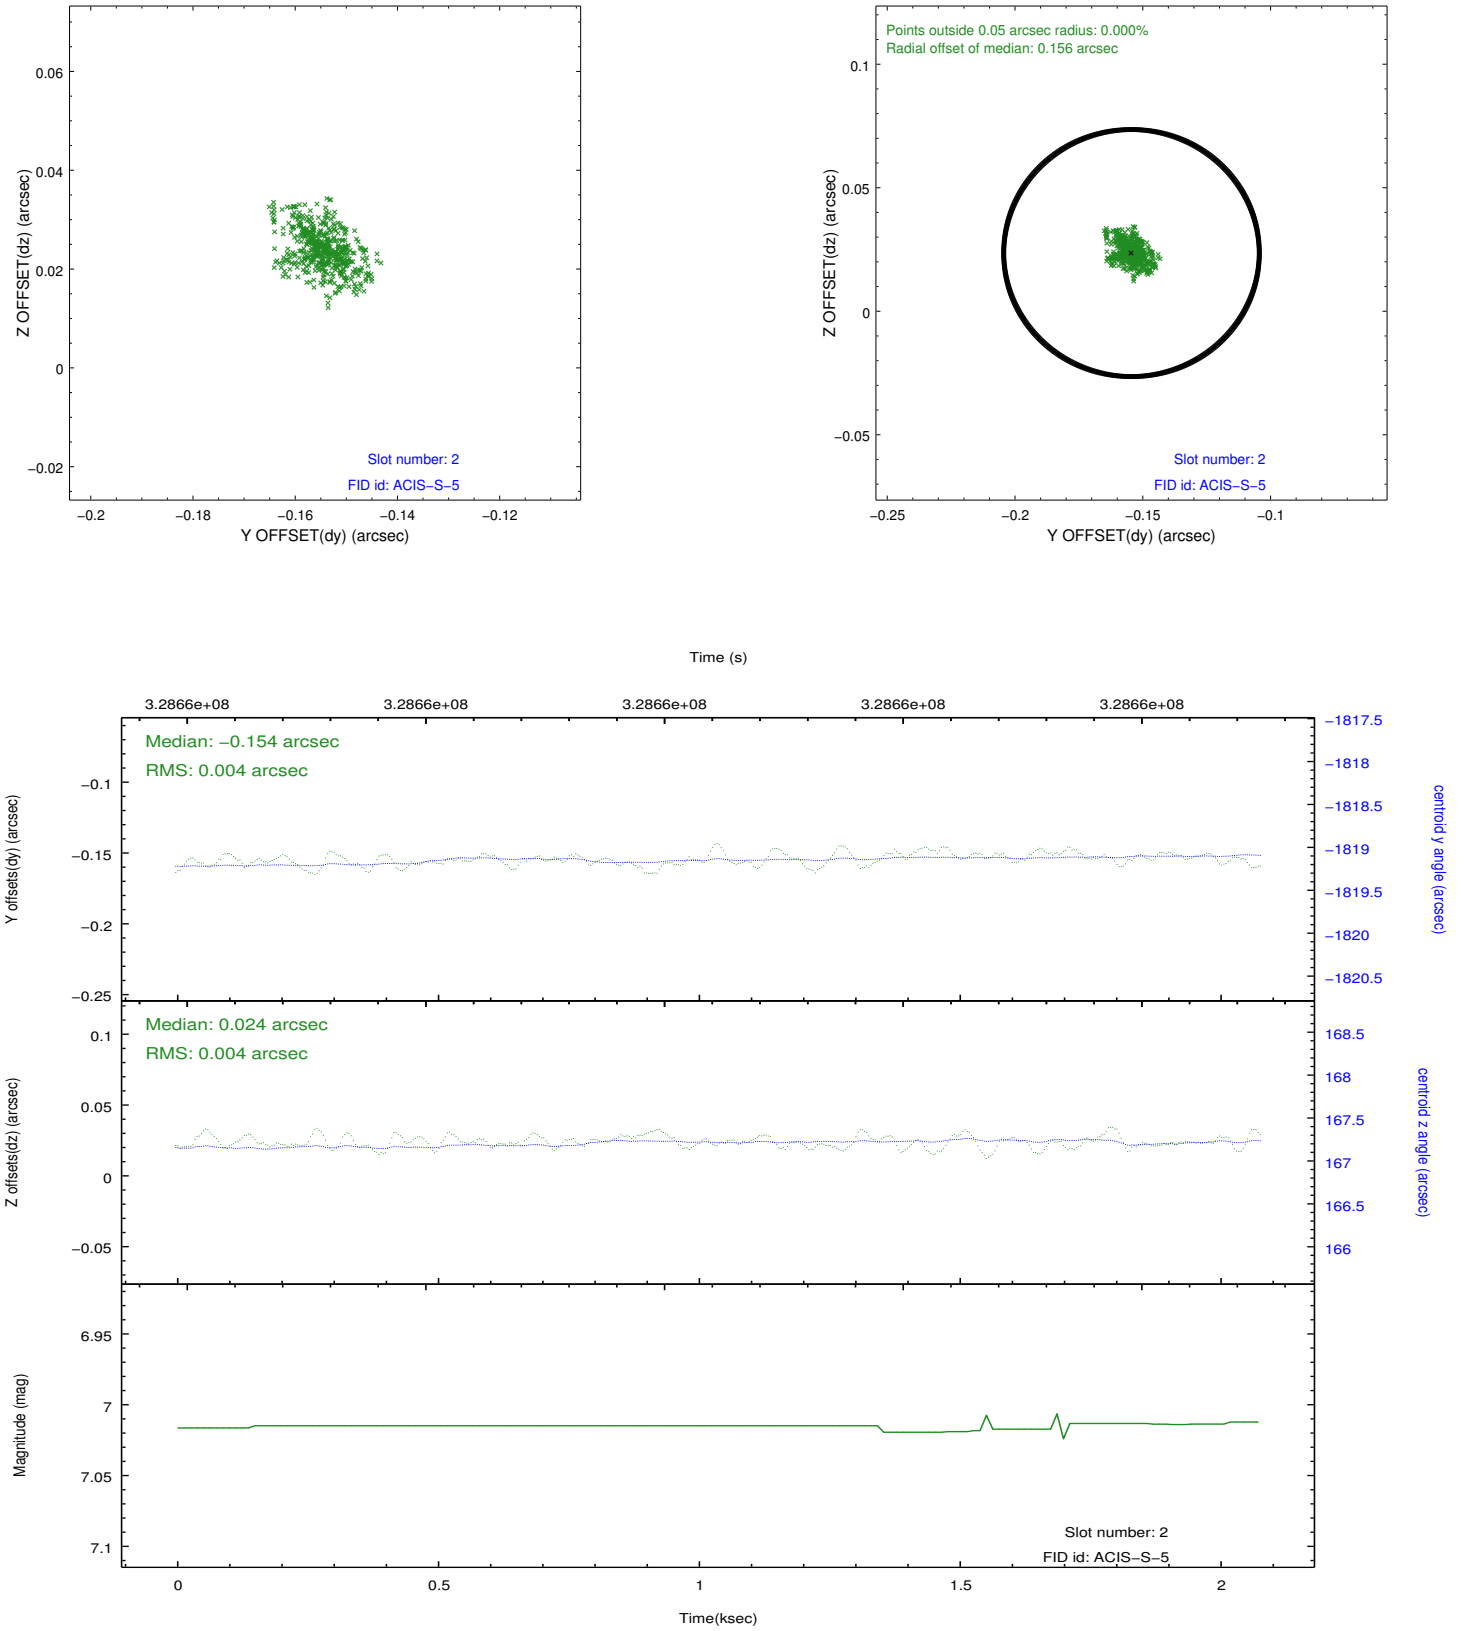 0.06
0.04
0.02
0
−0.02
Z OFFSET(dz) (arcsec)
Slot number: 2
FID id: ACIS−S−5
−0.2 −0.18 −0.16 −0.14 −0.12
Y OFFSET(dy) (arcsec)
Points outside 0.05 arcsec radius: 0.000%
Radial offset of median: 0.156 arcsec
0.1
0.05
0
−0.05
Z OFFSET(dz) (arcsec)
Slot number: 2
FID id: ACIS−S−5
−0.25 −0.2 −0.15 −0.1
Y OFFSET(dy) (arcsec)
Time (s)
3.2866e+08 3.2866e+08 3.2866e+08 3.2866e+08 3.2866e+08
Median: −0.154 arcsec
RMS: 0.004 arcsec
−0.1
−0.15
−0.2
−0.25
Y offsets(dy) (arcsec)
−1817.5
−1818
−1818.5
−1819
−1819.5
−1820
−1820.5
centroid y angle (arcsec)
Median: 0.024 arcsec
RMS: 0.004 arcsec
0.1
0.05
0
−0.05
Z offsets(dz) (arcsec)
168.5
168
167.5
167
166.5
166
centroid z angle (arcsec)
6.95
7
7.05
7.1
Magnitude (mag)
Slot number: 2
FID id: ACIS−S−5
0 0.5 1 1.5 2
Time(ksec)